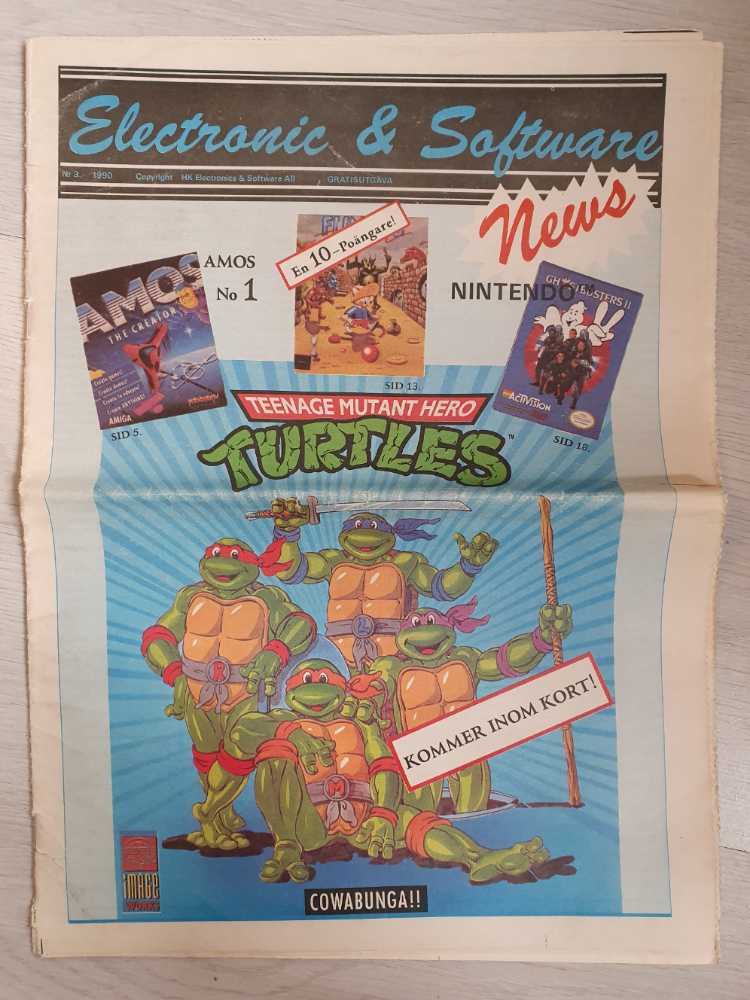 Electronic & Software
News
Nr 3. 1990 Copyright HK Electronics & Software AB GRATISUTGÅVA
En 10-Poängare!
AMOS
No 1
NINTENDO
AMOS
THE CREATOR
AMIGA
GHOSTBUSTERS II
ACTIVISION
SID 5.
SID 13.
SID 18.
TEENAGE MUTANT HERO
TURTLES™
L
R
M
KOMMER INOM KORT!
IMAGE
WORKS
COWABUNGA!!